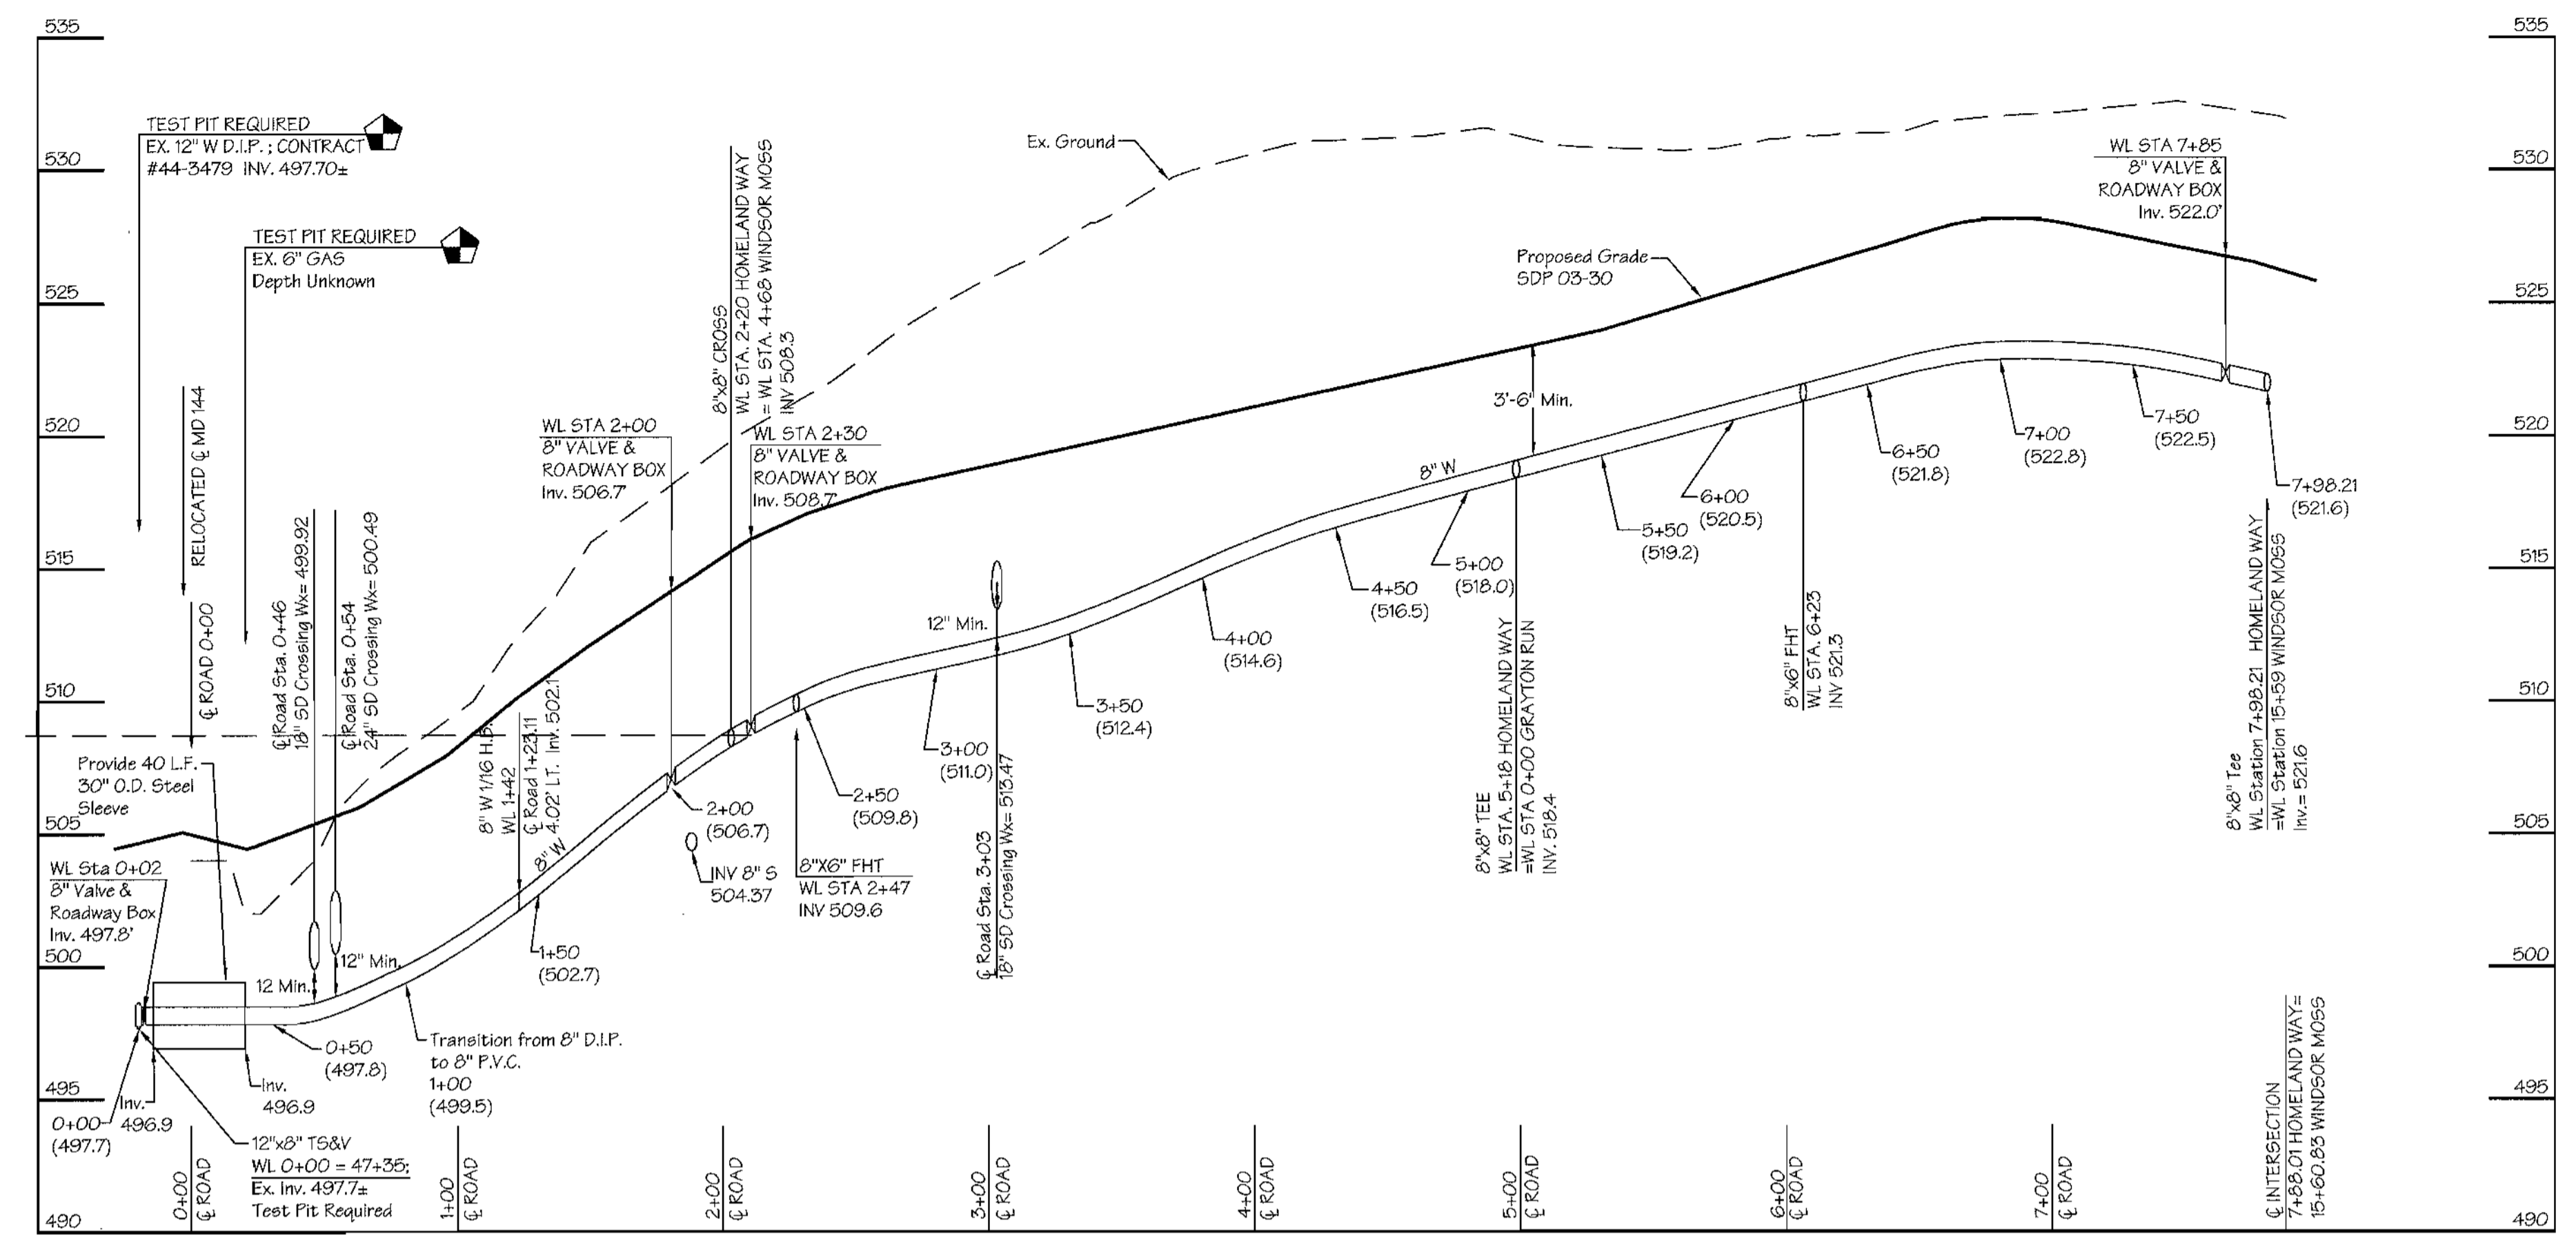 535
530
525
520
515
510
505
500
495
490
TEST PIT REQUIRED
EX. 12" W D.I.P. ; CONTRACT
#44-3479 INV. 497.70±
TEST PIT REQUIRED
EX. 6" GAS
Depth Unknown
RELOCATED ℄ MD 144
℄ ROAD 0+00
℄ Road Sta. 0+46
18" SD Crossing Wx= 499.92
℄ Road Sta. 0+54
24" SD Crossing Wx= 500.49
Provide 40 L.F.
30" O.D. Steel
Sleeve
WL Sta 0+02
8" Valve &
Roadway Box
Inv. 497.8'
12 Min.
12" Min.
0+00
(497.7)
Inv.
496.9
Inv.
496.9
12"x8" TS&V
WL 0+00 = 47+35;
Ex. Inv. 497.7±
Test Pit Required
0+50
(497.8)
Transition from 8" D.I.P.
to 8" P.V.C.
1+00
(499.5)
8" W 1/16 H.B.
WL 1+42
℄ Road 1+23.11
4.02' LT. Inv. 502.1
8" W
1+50
(502.7)
WL STA 2+00
8" VALVE &
ROADWAY BOX
Inv. 506.7'
8"x8" CROSS
WL STA. 2+20 HOMELAND WAY
= WL STA. 4+68 WINDSOR MOSS
INV 508.3
WL STA 2+30
8" VALVE &
ROADWAY BOX
Inv. 508.7'
2+00
(506.7)
INV 8" S
504.37
2+50
(509.8)
8"X6" FHT
WL STA 2+47
INV 509.6
3+00
(511.0)
12" Min.
℄ Road Sta. 3+03
18" SD Crossing Wx= 513.47
3+50
(512.4)
Ex. Ground
4+00
(514.6)
4+50
(516.5)
8" W
5+00
(518.0)
3'-6" Min.
8"x8" TEE
WL STA. 5+18 HOMELAND WAY
=WL STA 0+00 GRAYTON RUN
INV. 518.4
Proposed Grade
SDP 03-30
5+50
(519.2)
6+00
(520.5)
8"x6" FHT
WL STA. 6+23
INV 521.3
6+50
(521.8)
7+00
(522.8)
7+50
(522.5)
WL STA 7+85
8" VALVE &
ROADWAY BOX
Inv. 522.0'
7+98.21
(521.6)
8"x8" Tee
WL Station 7+98.21 HOMELAND WAY
=WL Station 15+59 WINDSOR MOSS
Inv.= 521.6
℄ INTERSECTION
7+88.01 HOMELAND WAY=
15+60.83 WINDSOR MOSS
0+00
℄ ROAD
1+00
℄ ROAD
2+00
℄ ROAD
3+00
℄ ROAD
4+00
℄ ROAD
5+00
℄ ROAD
6+00
℄ ROAD
7+00
℄ ROAD
535
530
525
520
515
510
505
500
495
490